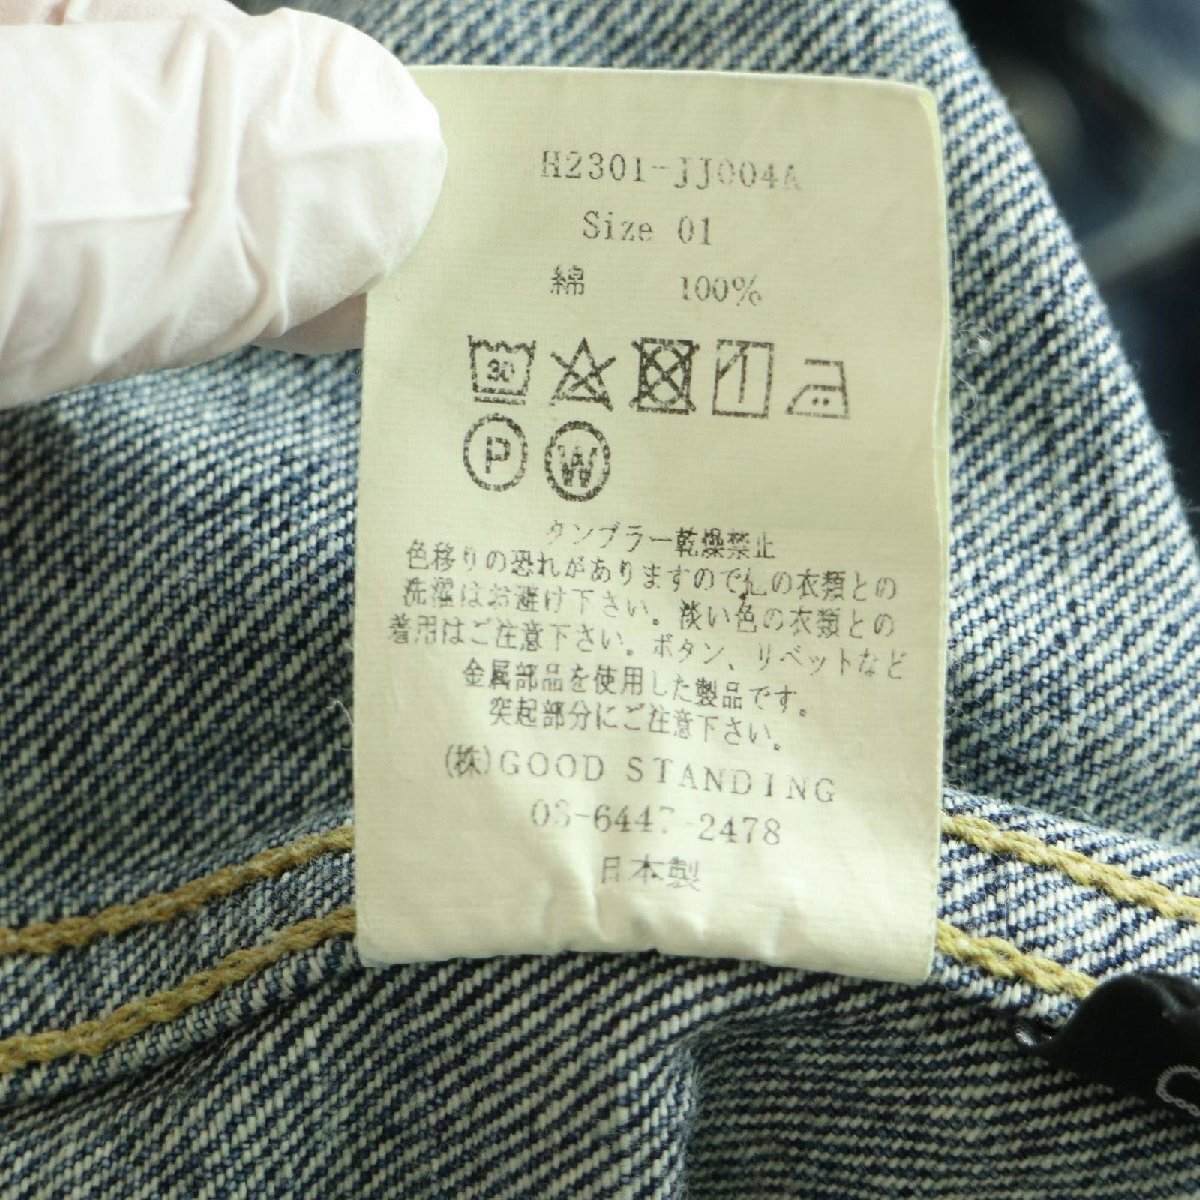 H2301-JJ004A
Size 01
綿 100%
30
P W
タンブラー乾燥禁止
色移りの恐れがありますので他の衣類との
洗濯はお避け下さい。淡い色の衣類との
着用はご注意下さい。ボタン、リベットなど
金属部品を使用した製品です。
突起部分にご注意下さい。
(株)GOOD STANDING
03-6447-2478
日本製